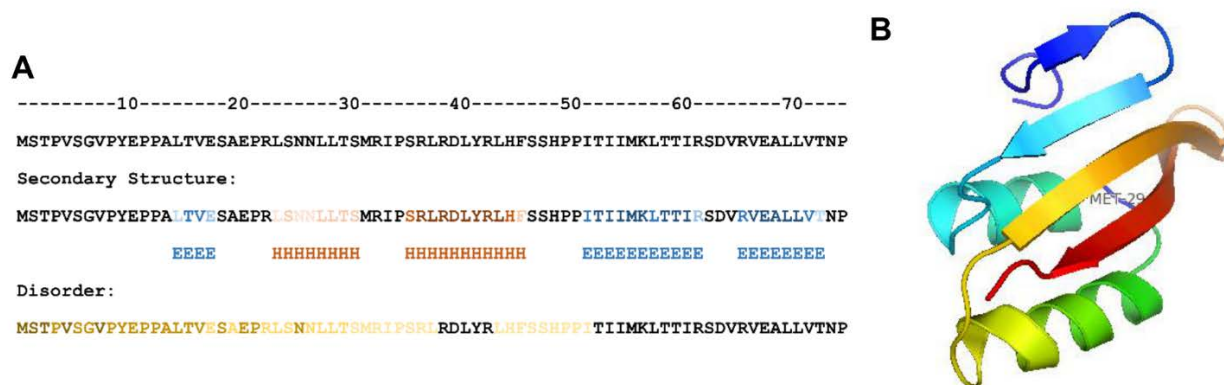 A
---------10--------20--------30--------40--------50--------60--------70----
MSTPVSGVPYEPPALTVESAEPRLSNNLLTSMRIPSRLRDLYRLHFSSHPPITIIMKLTTIRSDVRVEALLVTNP
Secondary Structure:
MSTPVSGVPYEPPALTVESAEPRLSNNLLTSMRIPSRLRDLYRLHFSSHPPITIIMKLTTIRSDVRVEALLVTNP
EEEE HHHHHHHH HHHHHHHHHHH EEEEEEEEEEE EEEEEEEE
Disorder:
MSTPVSGVPYEPPALTVESAEPRLSNNLLTSMRIPSRLRDLYRLHFSSHPPITIIMKLTTIRSDVRVEALLVTNP
B
MET-29